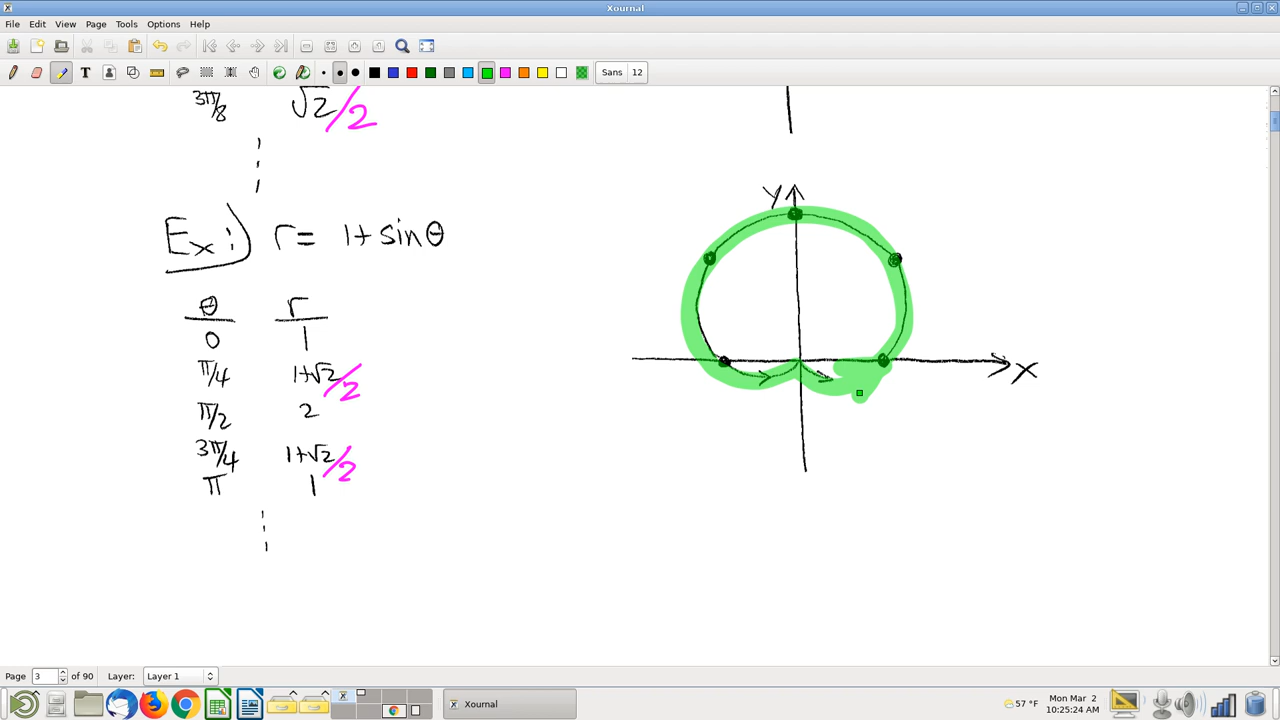 Xournal
File Edit View Page Tools Options Help
Sans 12
3π/8 √2/2
Ex:) r= 1+sinθ
θ r
0 1
π/4 1+√2/2
π/2 2
3π/4 1+√2/2
π 1
Y
X
Page 3 of 90 Layer: Layer 1
Xournal
57 °F
Mon Mar 2
10:25:24 AM